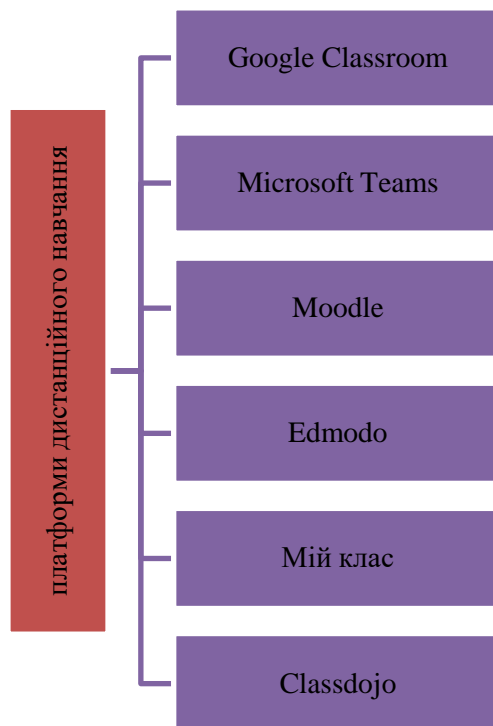 платформи дистанційного навчання
Google Classroom
Microsoft Teams
Moodle
Edmodo
Мій клас
Classdojo